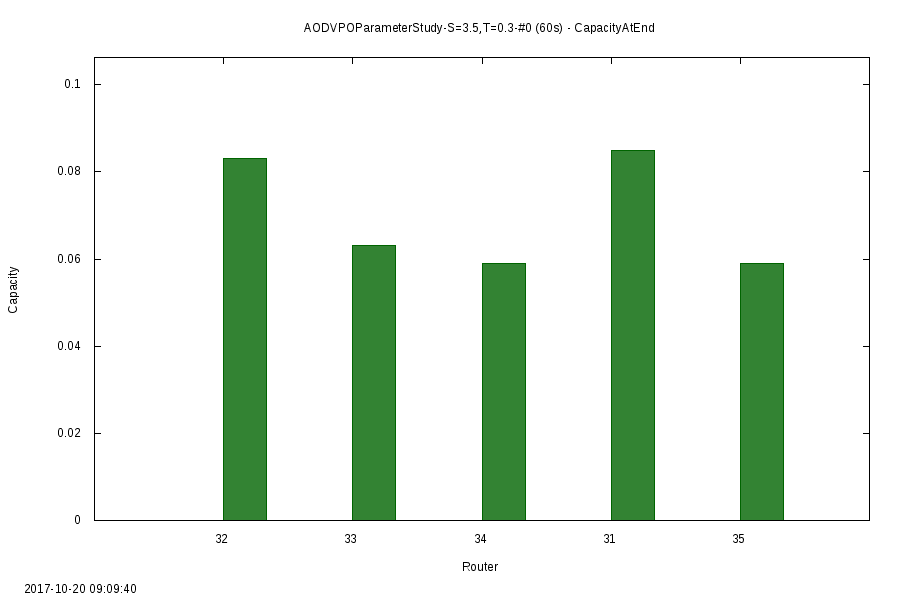 AODVPOParameterStudy-S=3.5,T=0.3-#0 (60s) - CapacityAtEnd
0.1
0.08
0.06
0.04
0.02
0
Capacity
32 33 34 31 35
Router
2017-10-20 09:09:40